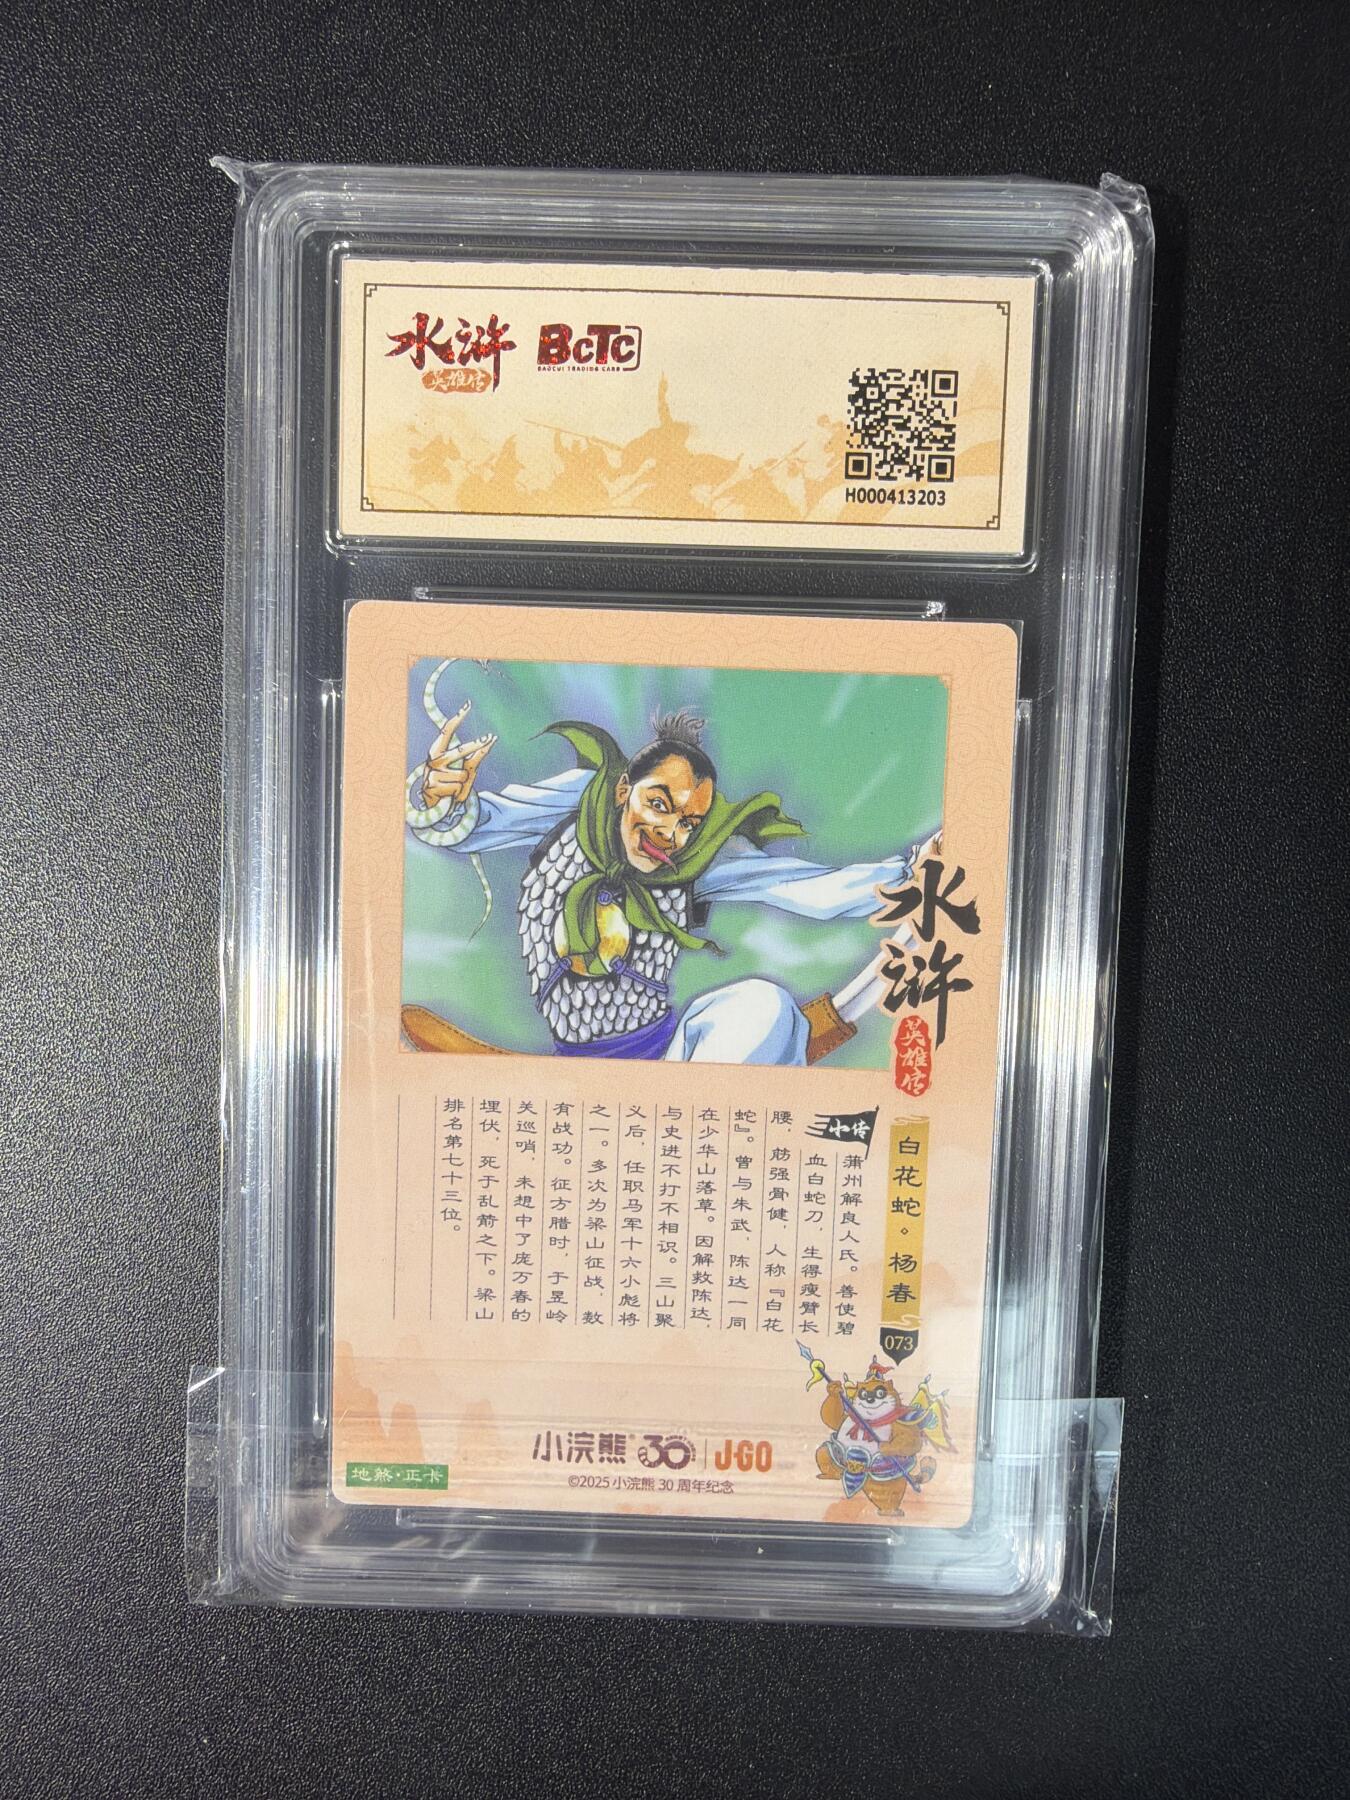 水浒
英雄传
BCTC
BAOCUI TRADING CARD
H000413203
水浒
英雄传
白花蛇◇杨春
073
小传
蒲州解良人氏。善使碧
血白蛇刀，生得瘦臂长
腰，筋强骨健，人称『白花
蛇』。曾与朱武、陈达一同
在少华山落草。因解救陈达，
与史进不打不相识。三山聚
义后，任职马军十六小彪将
之一。多次为梁山征战，数
有战功。征方腊时，于昱岭
关巡哨，未想中了庞万春的
埋伏，死于乱箭之下。梁山
排名第七十三位。
小浣熊® 30 | J·GO
©2025 小浣熊 30 周年纪念
地煞·正卡